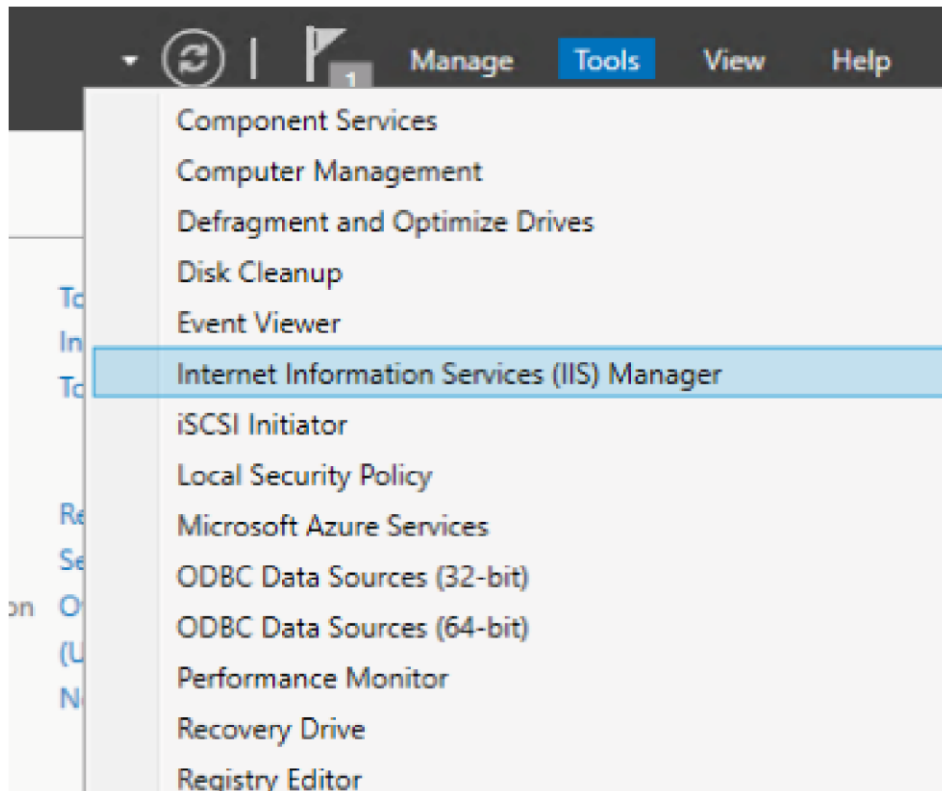 1 Manage Tools View Help
Component Services
Computer Management
Defragment and Optimize Drives
Disk Cleanup
Event Viewer
Internet Information Services (IIS) Manager
iSCSI Initiator
Local Security Policy
Microsoft Azure Services
ODBC Data Sources (32-bit)
ODBC Data Sources (64-bit)
Performance Monitor
Recovery Drive
Registry Editor